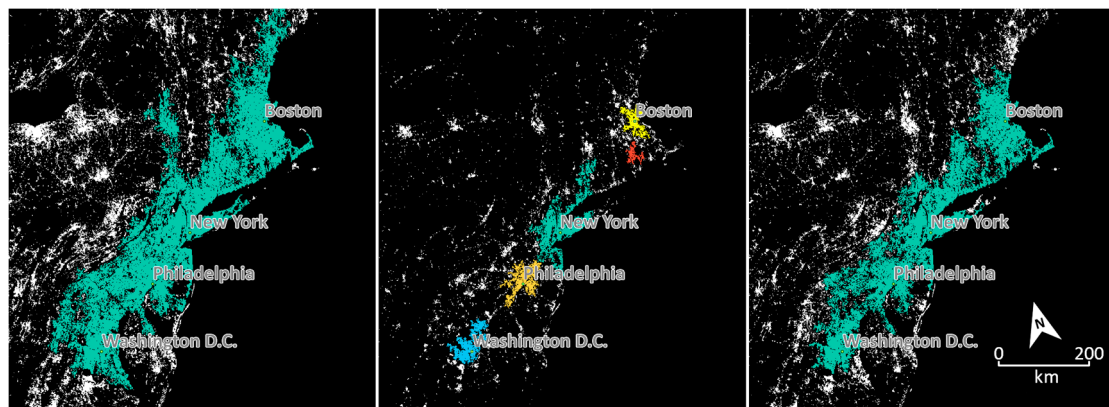 Boston
New York
Philadelphia
Washington D.C.
Boston
New York
Philadelphia
Washington D.C.
Boston
New York
Philadelphia
Washington D.C.
N
0 200
km